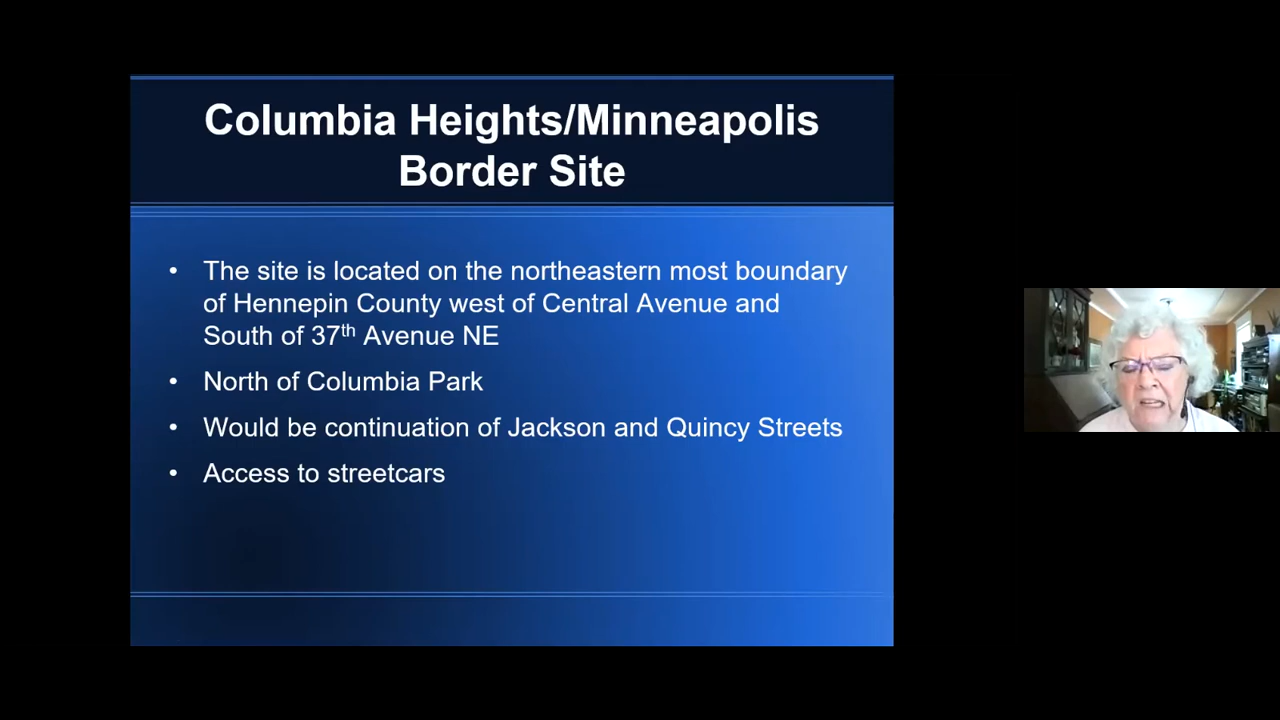 Columbia Heights/Minneapolis
Border Site
• The site is located on the northeastern most boundary
of Hennepin County west of Central Avenue and
South of 37th Avenue NE
• North of Columbia Park
• Would be continuation of Jackson and Quincy Streets
• Access to streetcars